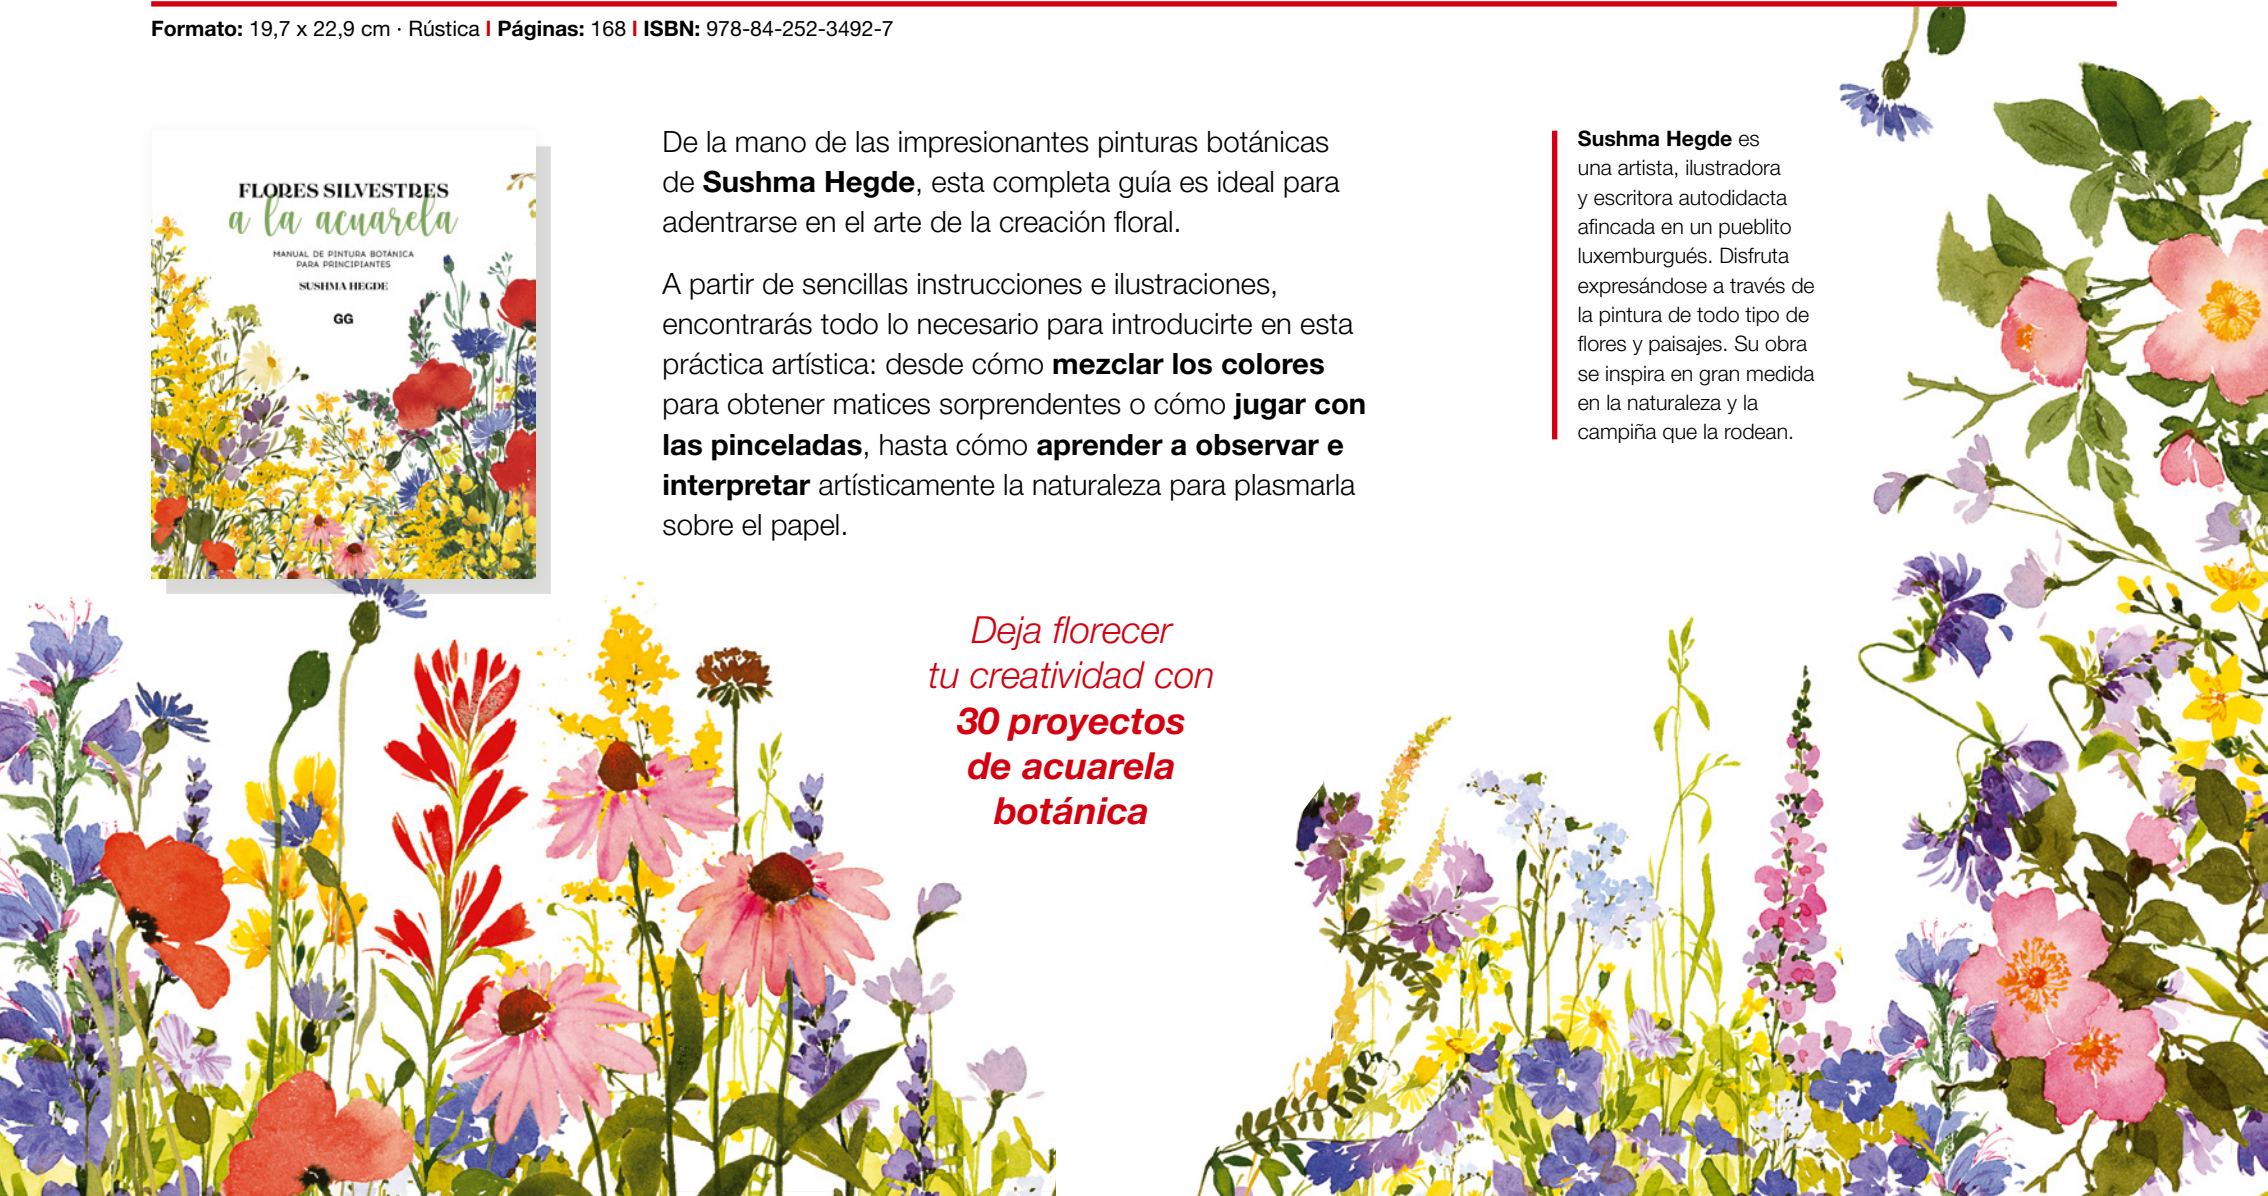 Formato: 19,7 x 22,9 cm · Rústica | Páginas: 168 | ISBN: 978-84-252-3492-7
FLORES SILVESTRES
a la acuarela
MANUAL DE PINTURA BOTÁNICA
PARA PRINCIPIANTES
SUSHMA HEGDE
GG
De la mano de las impresionantes pinturas botánicas
de Sushma Hegde, esta completa guía es ideal para
adentrarse en el arte de la creación floral.
A partir de sencillas instrucciones e ilustraciones,
encontrarás todo lo necesario para introducirte en esta
práctica artística: desde cómo mezclar los colores
para obtener matices sorprendentes o cómo jugar con
las pinceladas, hasta cómo aprender a observar e
interpretar artísticamente la naturaleza para plasmarla
sobre el papel.
Deja florecer
tu creatividad con
30 proyectos
de acuarela
botánica
Sushma Hegde es
una artista, ilustradora
y escritora autodidacta
afincada en un pueblito
luxemburgués. Disfruta
expresándose a través de
la pintura de todo tipo de
flores y paisajes. Su obra
se inspira en gran medida
en la naturaleza y la
campiña que la rodean.